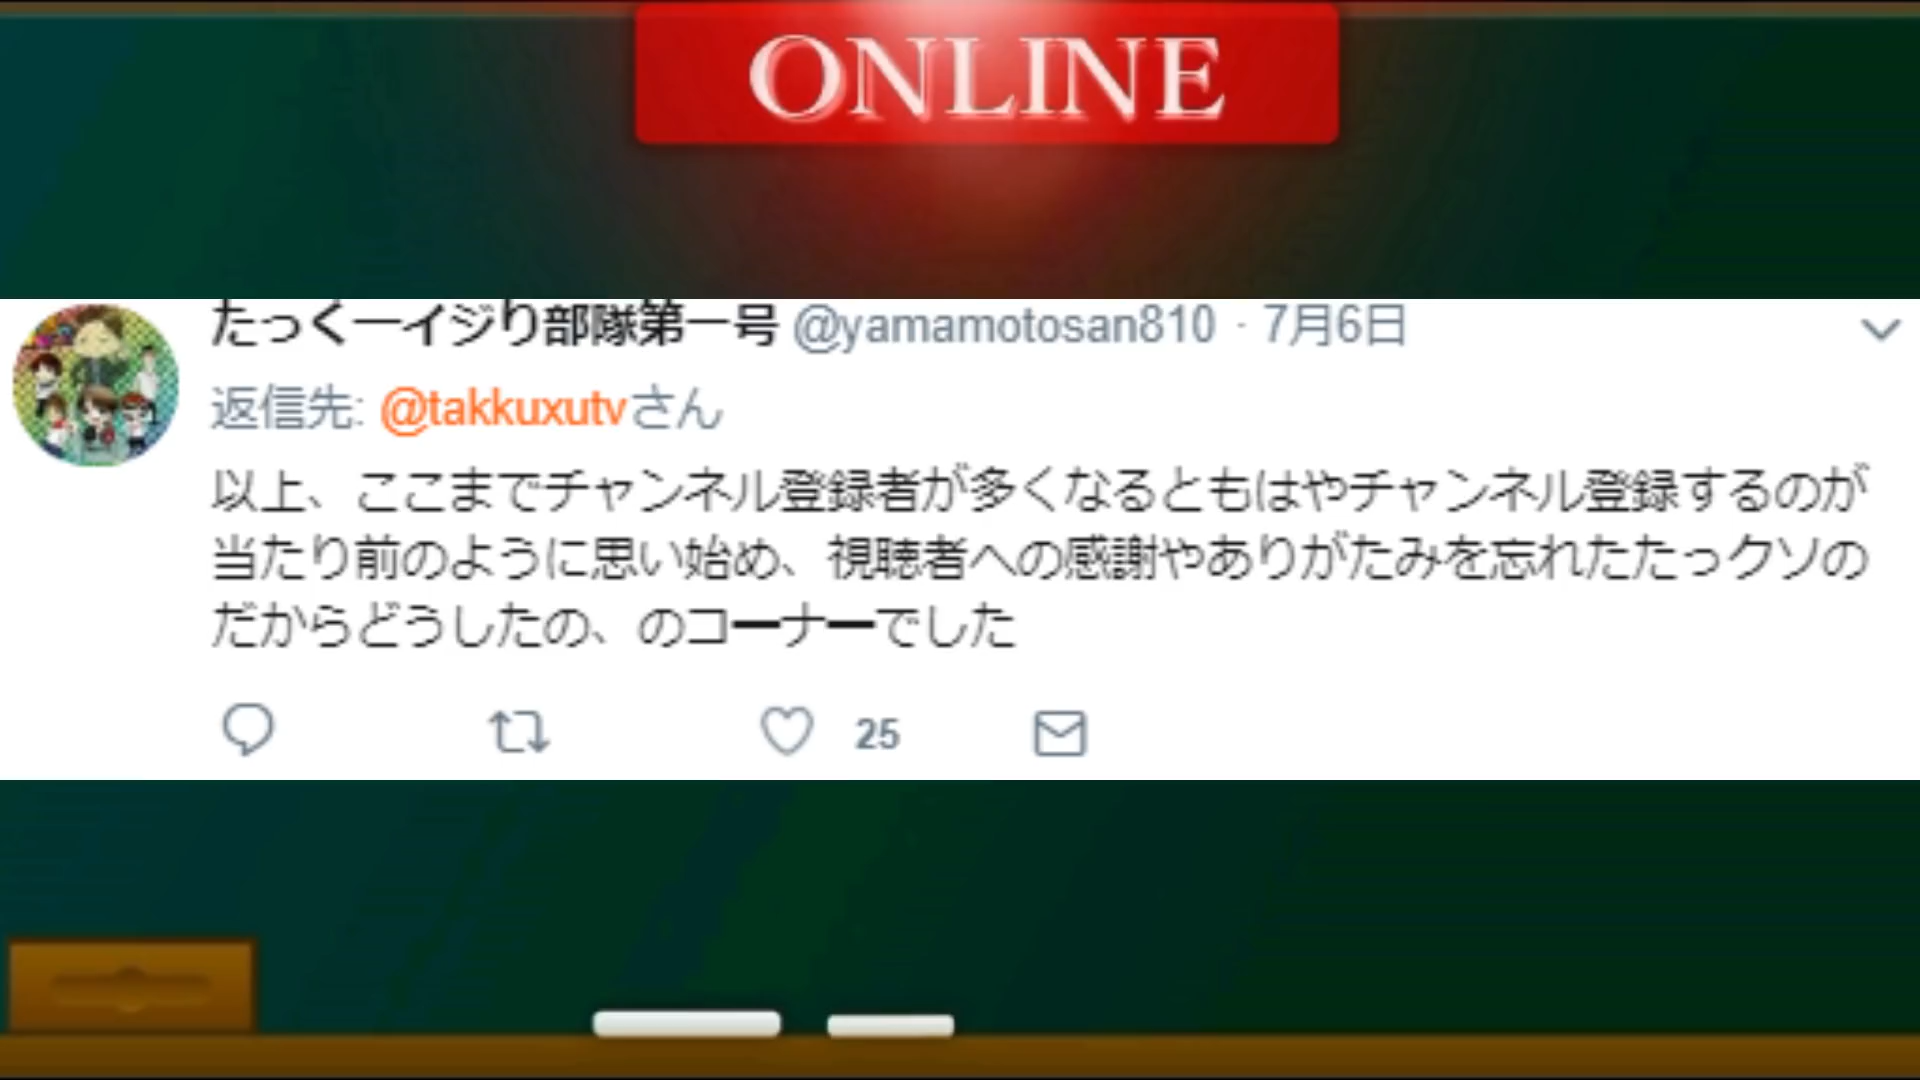 ONLINE
たっくーイジり部隊第一号 @yamamotosan810 · 7月6日
返信先: @takkuxutvさん
以上、ここまでチャンネル登録者が多くなるともはやチャンネル登録するのが
当たり前のように思い始め、視聴者への感謝やありがたみを忘れたたっクソの
だからどうしたの、のコーナーでした
25